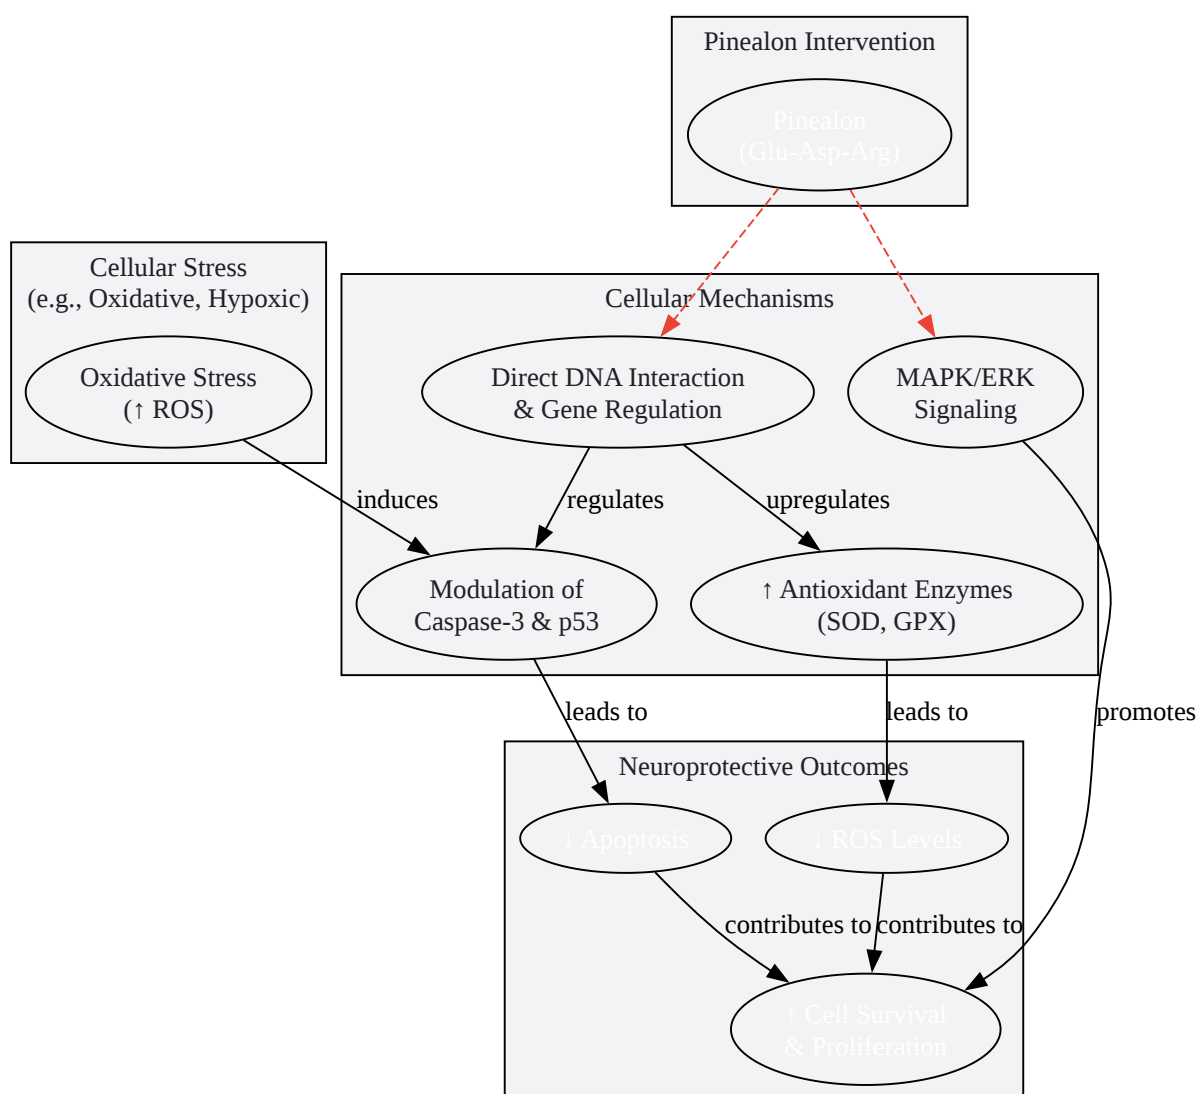 Pinealon Intervention
Pinealon
(Glu-Asp-Arg)
Cellular Stress
(e.g., Oxidative, Hypoxic)
Cellular Mechanisms
Oxidative Stress
(↑ ROS)
Direct DNA Interaction
& Gene Regulation
MAPK/ERK
Signaling
induces
regulates
upregulates
Modulation of
Caspase-3 & p53
↑ Antioxidant Enzymes
(SOD, GPX)
leads to
leads to
promotes
Neuroprotective Outcomes
↓ Apoptosis
↓ ROS Levels
contributes to
contributes to
↑ Cell Survival
& Proliferation